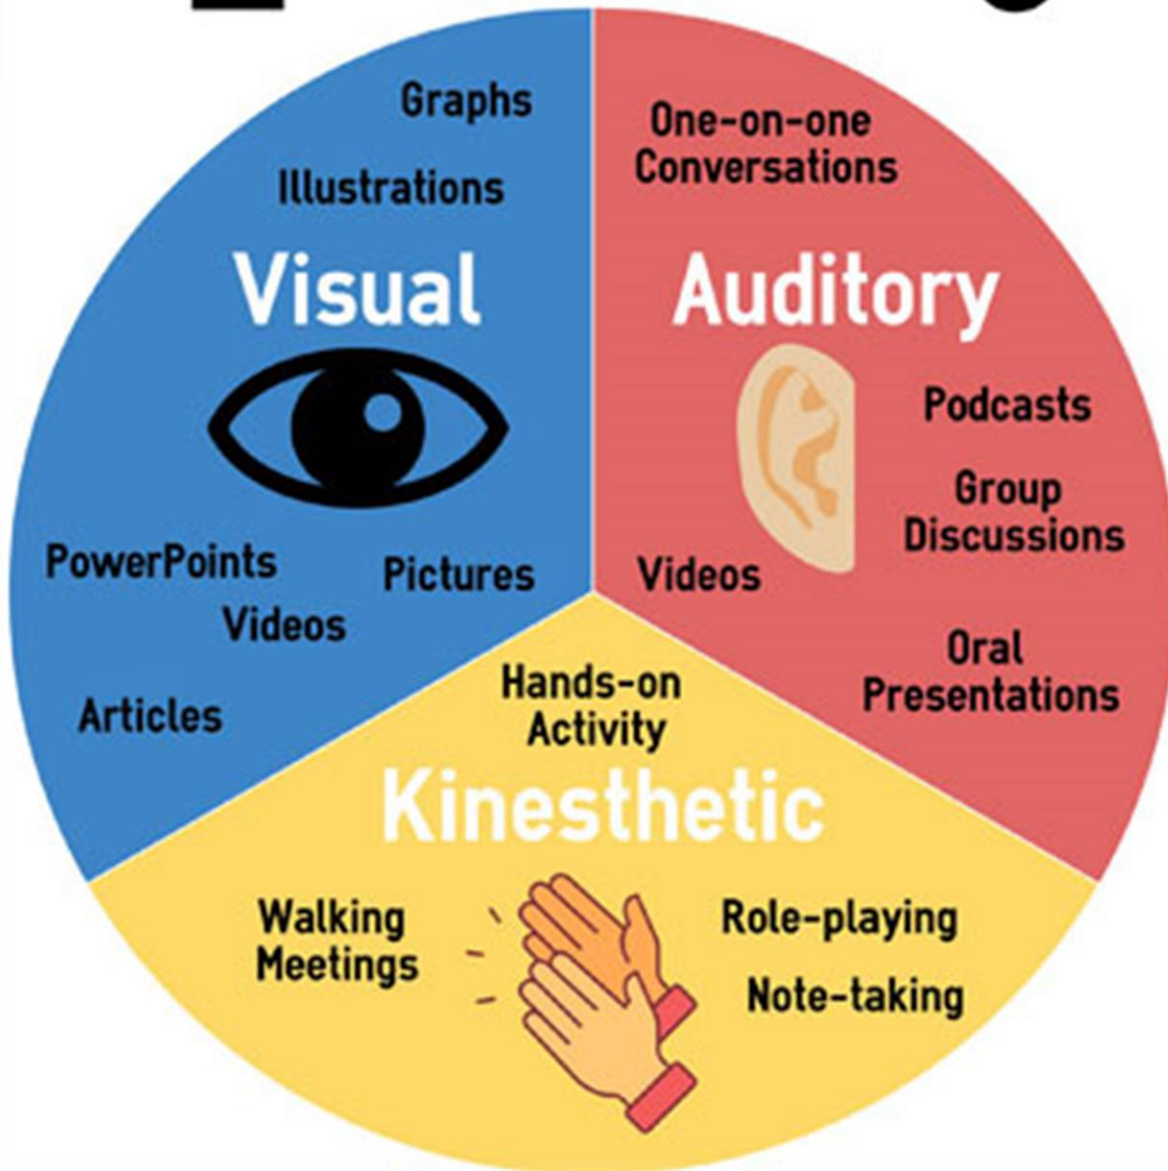 Graphs
Illustrations
Visual
PowerPoints
Pictures
Videos
Articles
One-on-one
Conversations
Auditory
Podcasts
Group
Discussions
Videos
Oral
Presentations
Hands-on
Activity
Kinesthetic
Walking
Meetings
Role-playing
Note-taking